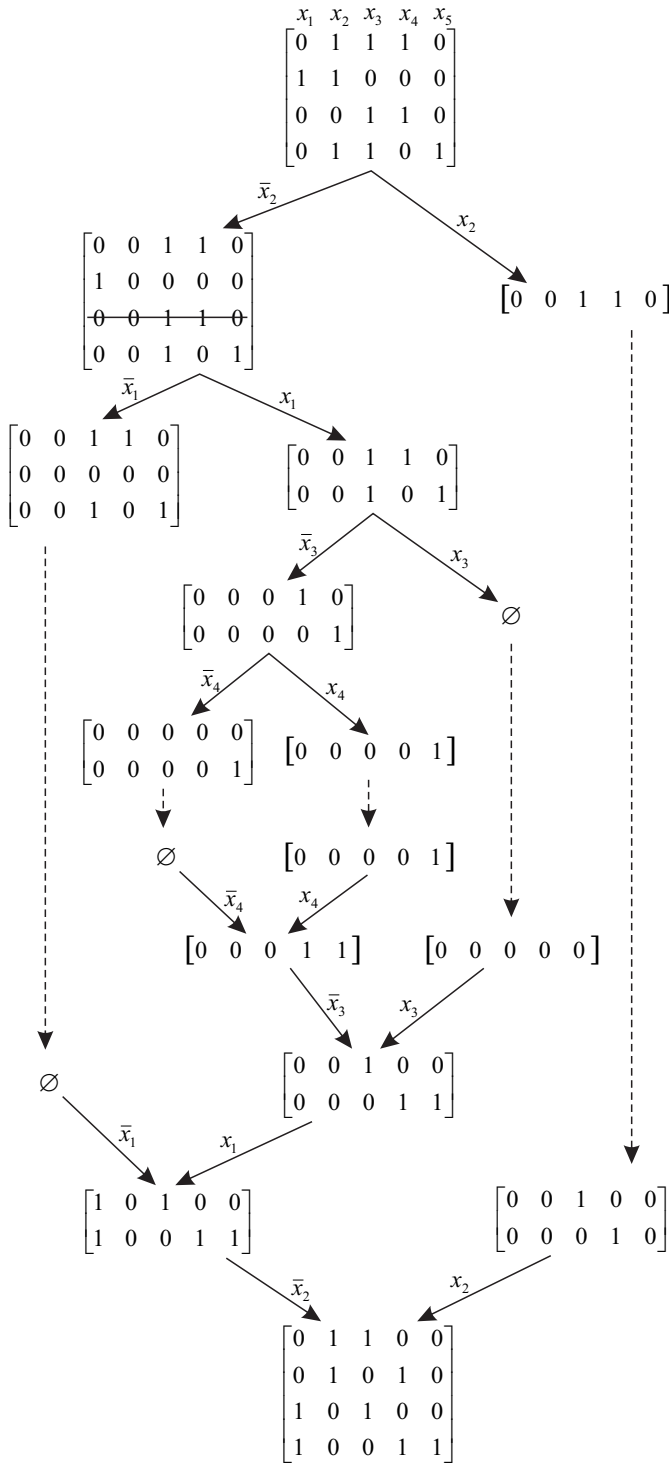 x₁ x₂ x₃ x₄ x₅
0 1 1 1 0
1 1 0 0 0
0 0 1 1 0
0 1 1 0 1
x̅₂
x₂
0 0 1 1 0
1 0 0 0 0
0 0 1 1 0
0 0 1 0 1
[0 0 1 1 0]
x̅₁
x₁
0 0 1 1 0
0 0 0 0 0
0 0 1 0 1
0 0 1 1 0
0 0 1 0 1
x̅₃
x₃
0 0 0 1 0
0 0 0 0 1
∅
x̅₄
x₄
0 0 0 0 0
0 0 0 0 1
[0 0 0 0 1]
∅
[0 0 0 0 1]
x̅₄
x₄
[0 0 0 1 1]
[0 0 0 0 0]
x̅₃
x₃
∅
0 0 1 0 0
0 0 0 1 1
x̅₁
x₁
1 0 1 0 0
1 0 0 1 1
0 0 1 0 0
0 0 0 1 0
x̅₂
x₂
0 1 1 0 0
0 1 0 1 0
1 0 1 0 0
1 0 0 1 1